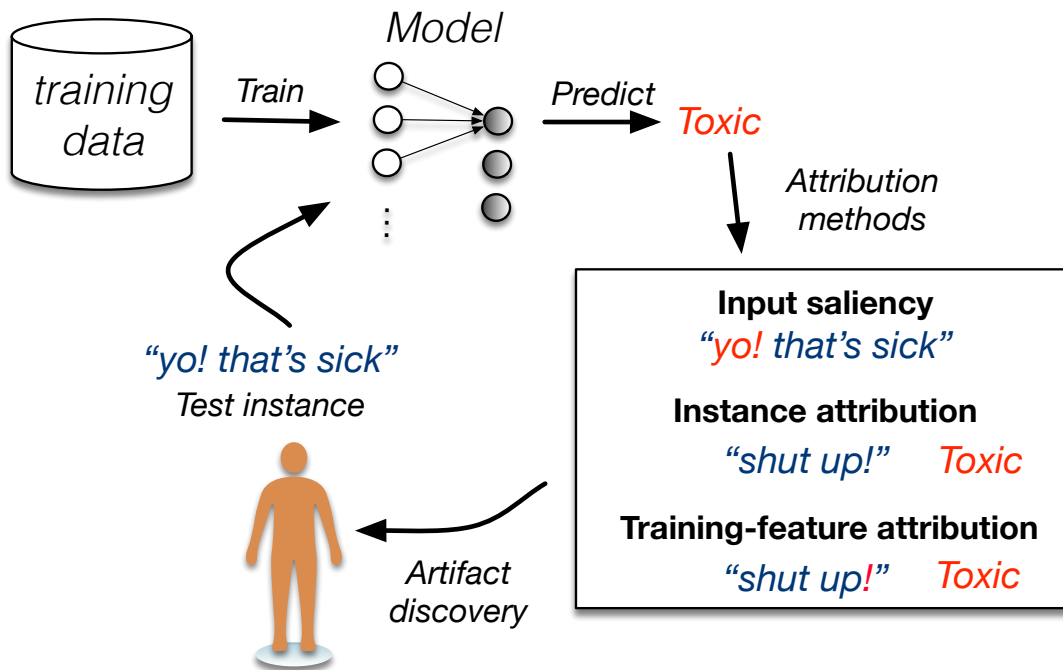 Model
training
data
Train
Predict
Toxic
Attribution
methods
“yo! that’s sick”
Test instance
Input saliency
“yo! that’s sick”
Instance attribution
“shut up!” Toxic
Training-feature attribution
“shut up!” Toxic
Artifact
discovery